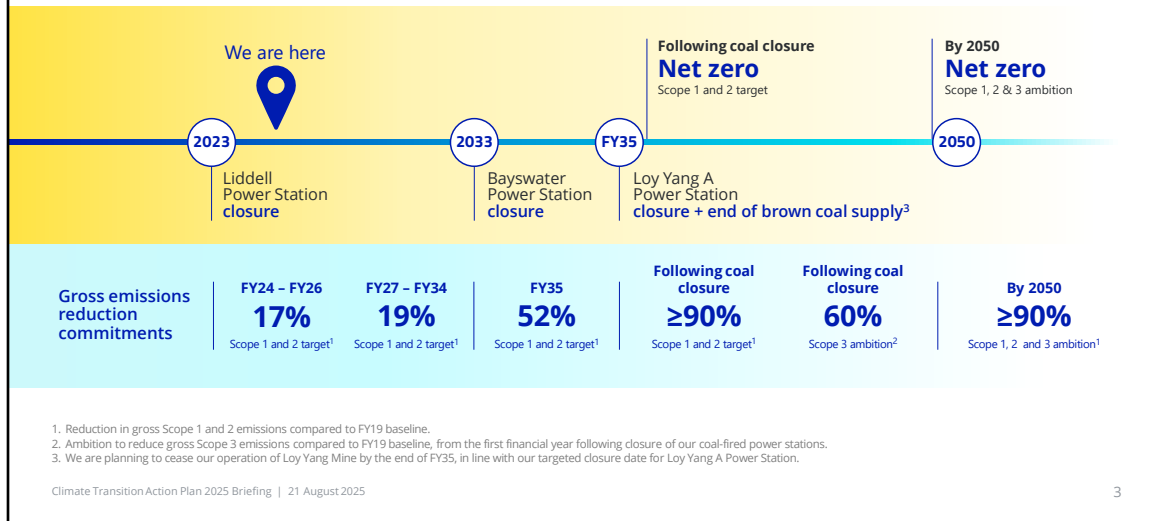 We are here
Following coal closure
Net zero
Scope 1 and 2 target
By 2050
Net zero
Scope 1, 2 & 3 ambition
2023
2033
FY35
2050
Liddell
Power Station
closure
Bayswater
Power Station
closure
Loy Yang A
Power Station
closure + end of brown coal supply³
Gross emissions
reduction
commitments
FY24 – FY26
17%
Scope 1 and 2 target¹
FY27 – FY34
19%
Scope 1 and 2 target¹
FY35
52%
Scope 1 and 2 target¹
Following coal
closure
≥90%
Scope 1 and 2 target¹
Following coal
closure
60%
Scope 3 ambition²
By 2050
≥90%
Scope 1, 2 and 3 ambition¹
1. Reduction in gross Scope 1 and 2 emissions compared to FY19 baseline.
2. Ambition to reduce gross Scope 3 emissions compared to FY19 baseline, from the first financial year following closure of our coal-fired power stations.
3. We are planning to cease our operation of Loy Yang Mine by the end of FY35, in line with our targeted closure date for Loy Yang A Power Station.
Climate Transition Action Plan 2025 Briefing | 21 August 2025
3